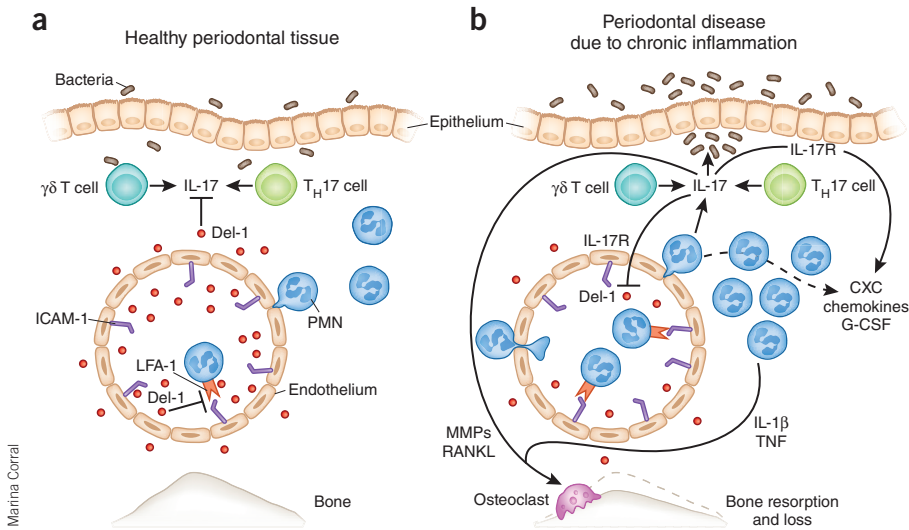 a
Healthy periodontal tissue
Bacteria
Epithelium
γδ T cell
IL-17
TH17 cell
Del-1
ICAM-1
PMN
LFA-1
Del-1
Endothelium
Bone
Marina Corral
b
Periodontal disease
due to chronic inflammation
IL-17R
γδ T cell
IL-17
TH17 cell
IL-17R
Del-1
CXC
chemokines
G-CSF
MMPs
RANKL
IL-1β
TNF
Osteoclast
Bone resorption
and loss